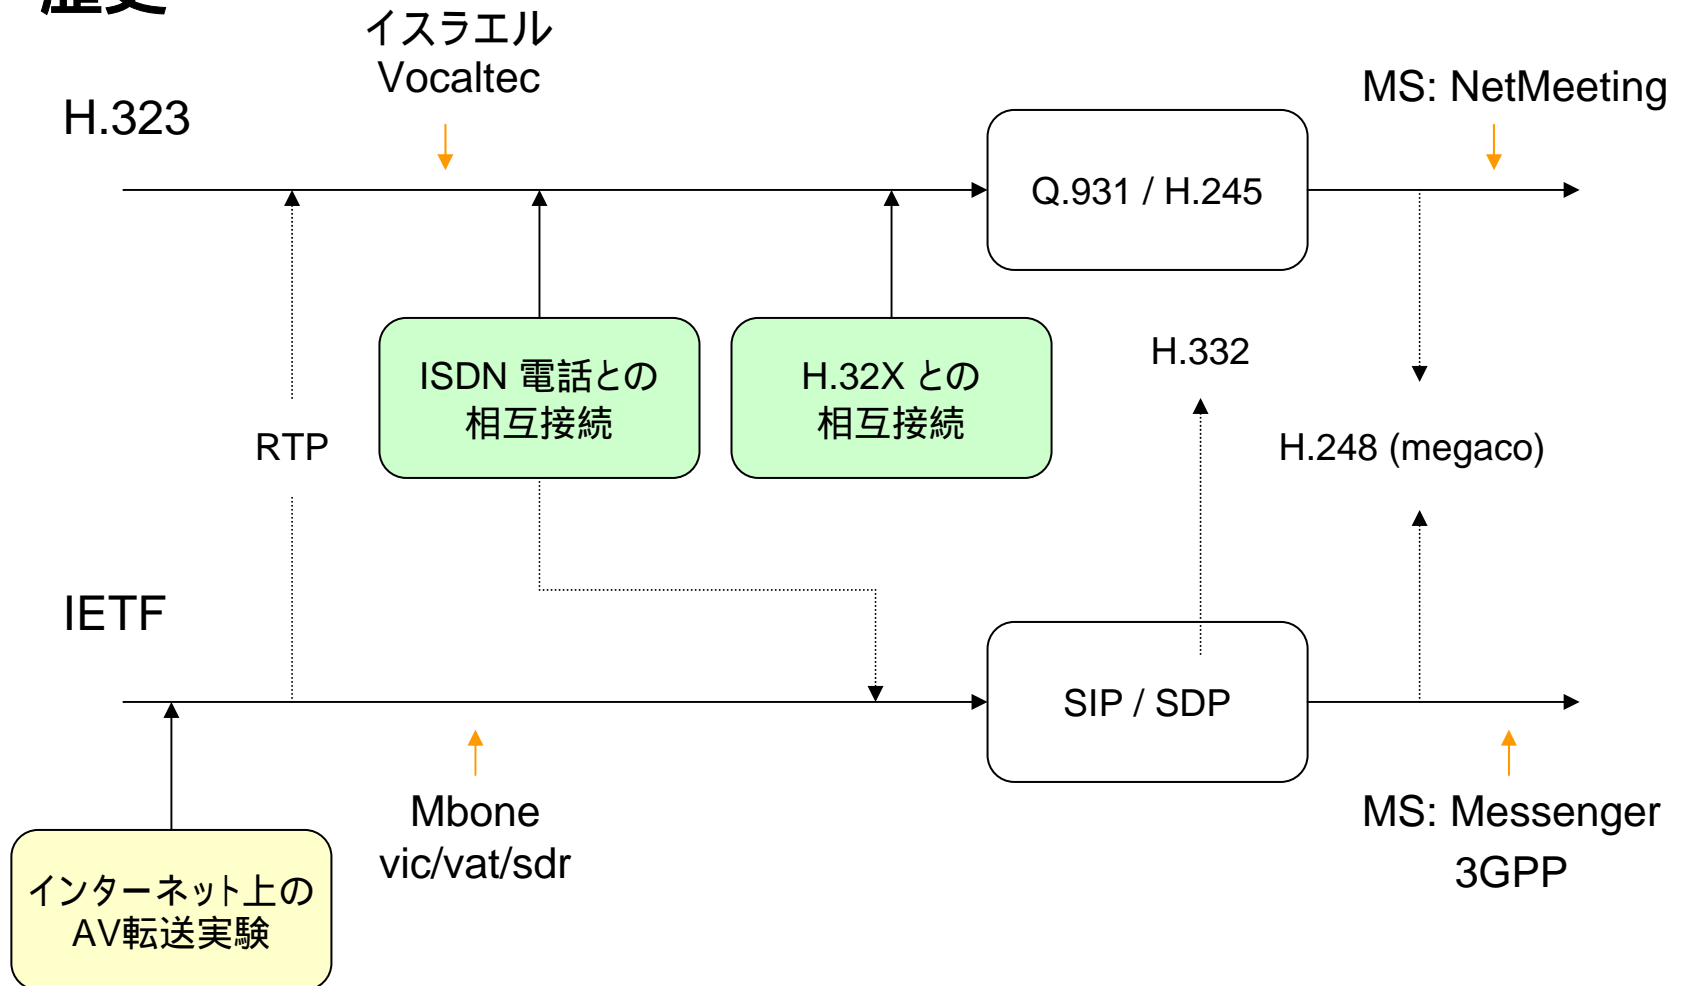 歴史
イスラエル
Vocaltec
MS: NetMeeting
H.323
Q.931 / H.245
ISDN 電話との
相互接続
H.32X との
相互接続
H.332
RTP
H.248 (megaco)
IETF
SIP / SDP
Mbone
vic/vat/sdr
MS: Messenger
3GPP
インターネット上の
AV転送実験